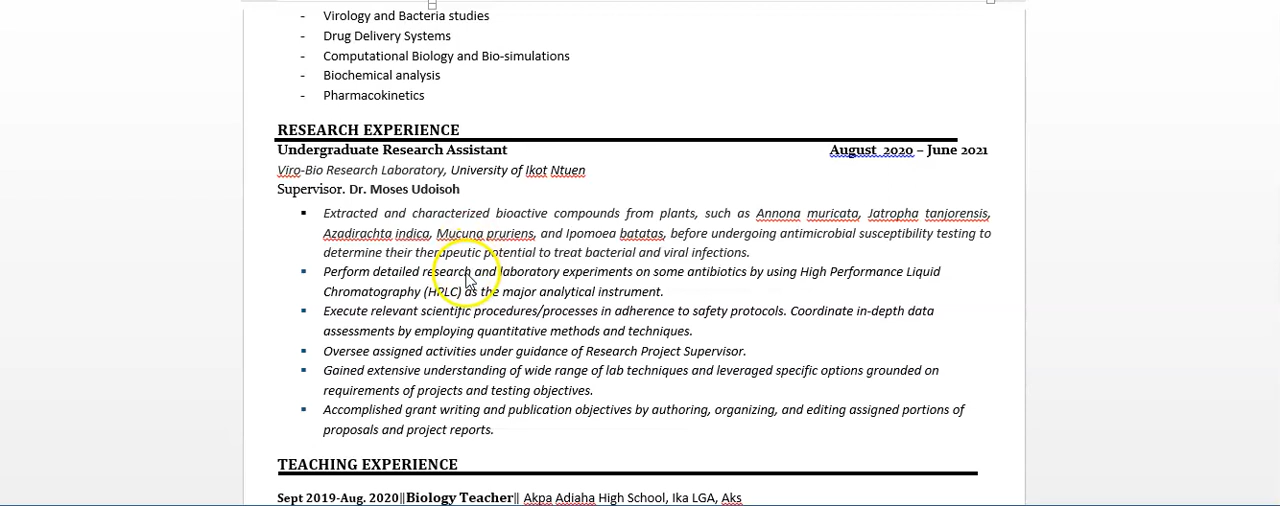 - Virology and Bacteria studies
- Drug Delivery Systems
- Computational Biology and Bio-simulations
- Biochemical analysis
- Pharmacokinetics
RESEARCH EXPERIENCE
Undergraduate Research Assistant August 2020 – June 2021
Viro-Bio Research Laboratory, University of Ikot Ntuen
Supervisor. Dr. Moses Udoisoh
▪ Extracted and characterized bioactive compounds from plants, such as Annona muricata, Jatropha tanjorensis,
Azadirachta indica, Mucuna pruriens, and Ipomoea batatas, before undergoing antimicrobial susceptibility testing to
determine their therapeutic potential to treat bacterial and viral infections.
▪ Perform detailed research and laboratory experiments on some antibiotics by using High Performance Liquid
Chromatography (HPLC) as the major analytical instrument.
▪ Execute relevant scientific procedures/processes in adherence to safety protocols. Coordinate in-depth data
assessments by employing quantitative methods and techniques.
▪ Oversee assigned activities under guidance of Research Project Supervisor.
▪ Gained extensive understanding of wide range of lab techniques and leveraged specific options grounded on
requirements of projects and testing objectives.
▪ Accomplished grant writing and publication objectives by authoring, organizing, and editing assigned portions of
proposals and project reports.
TEACHING EXPERIENCE
Sept 2019-Aug. 2020||Biology Teacher|| Akpa Adiaha High School, Ika LGA, Aks